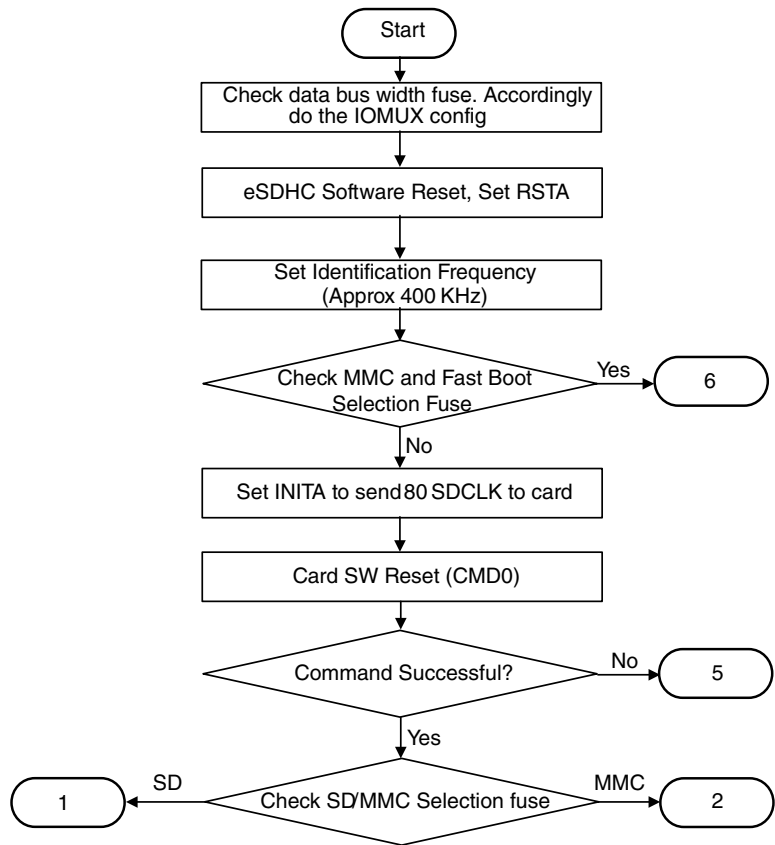 Start
Check data bus width fuse. Accordingly
do the IOMUX config
eSDHC Software Reset, Set RSTA
Set Identification Frequency
(Approx 400 KHz)
Check MMC and Fast Boot
Selection Fuse
Yes
6
No
Set INITA to send 80 SDCLK to card
Card SW Reset (CMD0)
Command Successful?
No
5
Yes
SD
1
Check SD/MMC Selection fuse
MMC
2